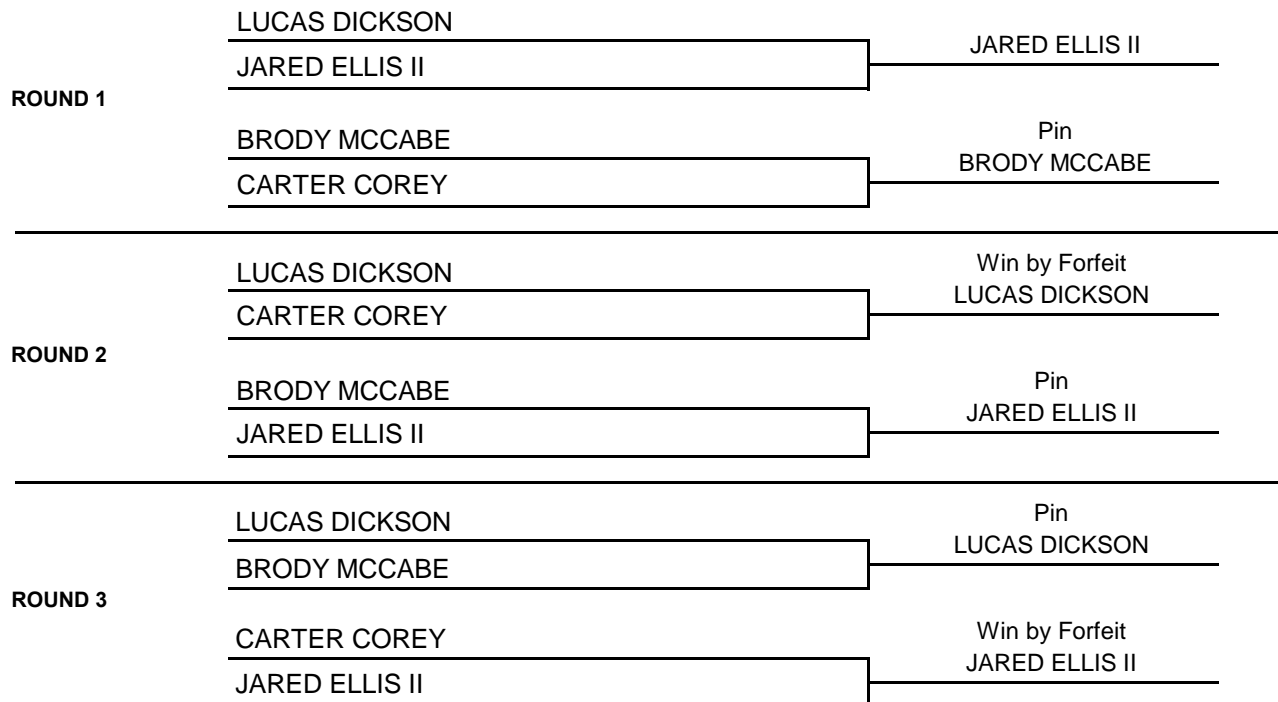 LUCAS DICKSON
JARED ELLIS II
JARED ELLIS II
ROUND 1
BRODY MCCABE
CARTER COREY
Pin
BRODY MCCABE
LUCAS DICKSON
CARTER COREY
Win by Forfeit
LUCAS DICKSON
ROUND 2
BRODY MCCABE
JARED ELLIS II
Pin
JARED ELLIS II
LUCAS DICKSON
BRODY MCCABE
Pin
LUCAS DICKSON
ROUND 3
CARTER COREY
JARED ELLIS II
Win by Forfeit
JARED ELLIS II